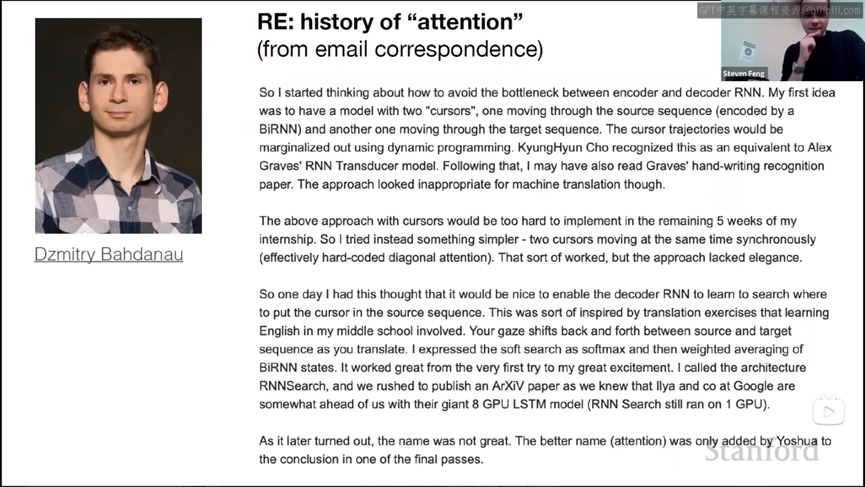 RE: history of “attention”
(from email correspondence)
GPT中英字幕课程资源@bilibili.com
Steven Feng
So I started thinking about how to avoid the bottleneck between encoder and decoder RNN. My first idea
was to have a model with two "cursors", one moving through the source sequence (encoded by a
BiRNN) and another one moving through the target sequence. The cursor trajectories would be
marginalized out using dynamic programming. KyungHyun Cho recognized this as an equivalent to Alex
Graves' RNN Transducer model. Following that, I may have also read Graves' hand-writing recognition
paper. The approach looked inappropriate for machine translation though.
The above approach with cursors would be too hard to implement in the remaining 5 weeks of my
internship. So I tried instead something simpler - two cursors moving at the same time synchronously
(effectively hard-coded diagonal attention). That sort of worked, but the approach lacked elegance.
Dzmitry Bahdanau
So one day I had this thought that it would be nice to enable the decoder RNN to learn to search where
to put the cursor in the source sequence. This was sort of inspired by translation exercises that learning
English in my middle school involved. Your gaze shifts back and forth between source and target
sequence as you translate. I expressed the soft search as softmax and then weighted averaging of
BiRNN states. It worked great from the very first try to my great excitement. I called the architecture
RNNSearch, and we rushed to publish an ArXiV paper as we knew that Ilya and co at Google are
somewhat ahead of us with their giant 8 GPU LSTM model (RNN Search still ran on 1 GPU).
As it later turned out, the name was not great. The better name (attention) was only added by Yoshua to
the conclusion in one of the final passes.
Stanford